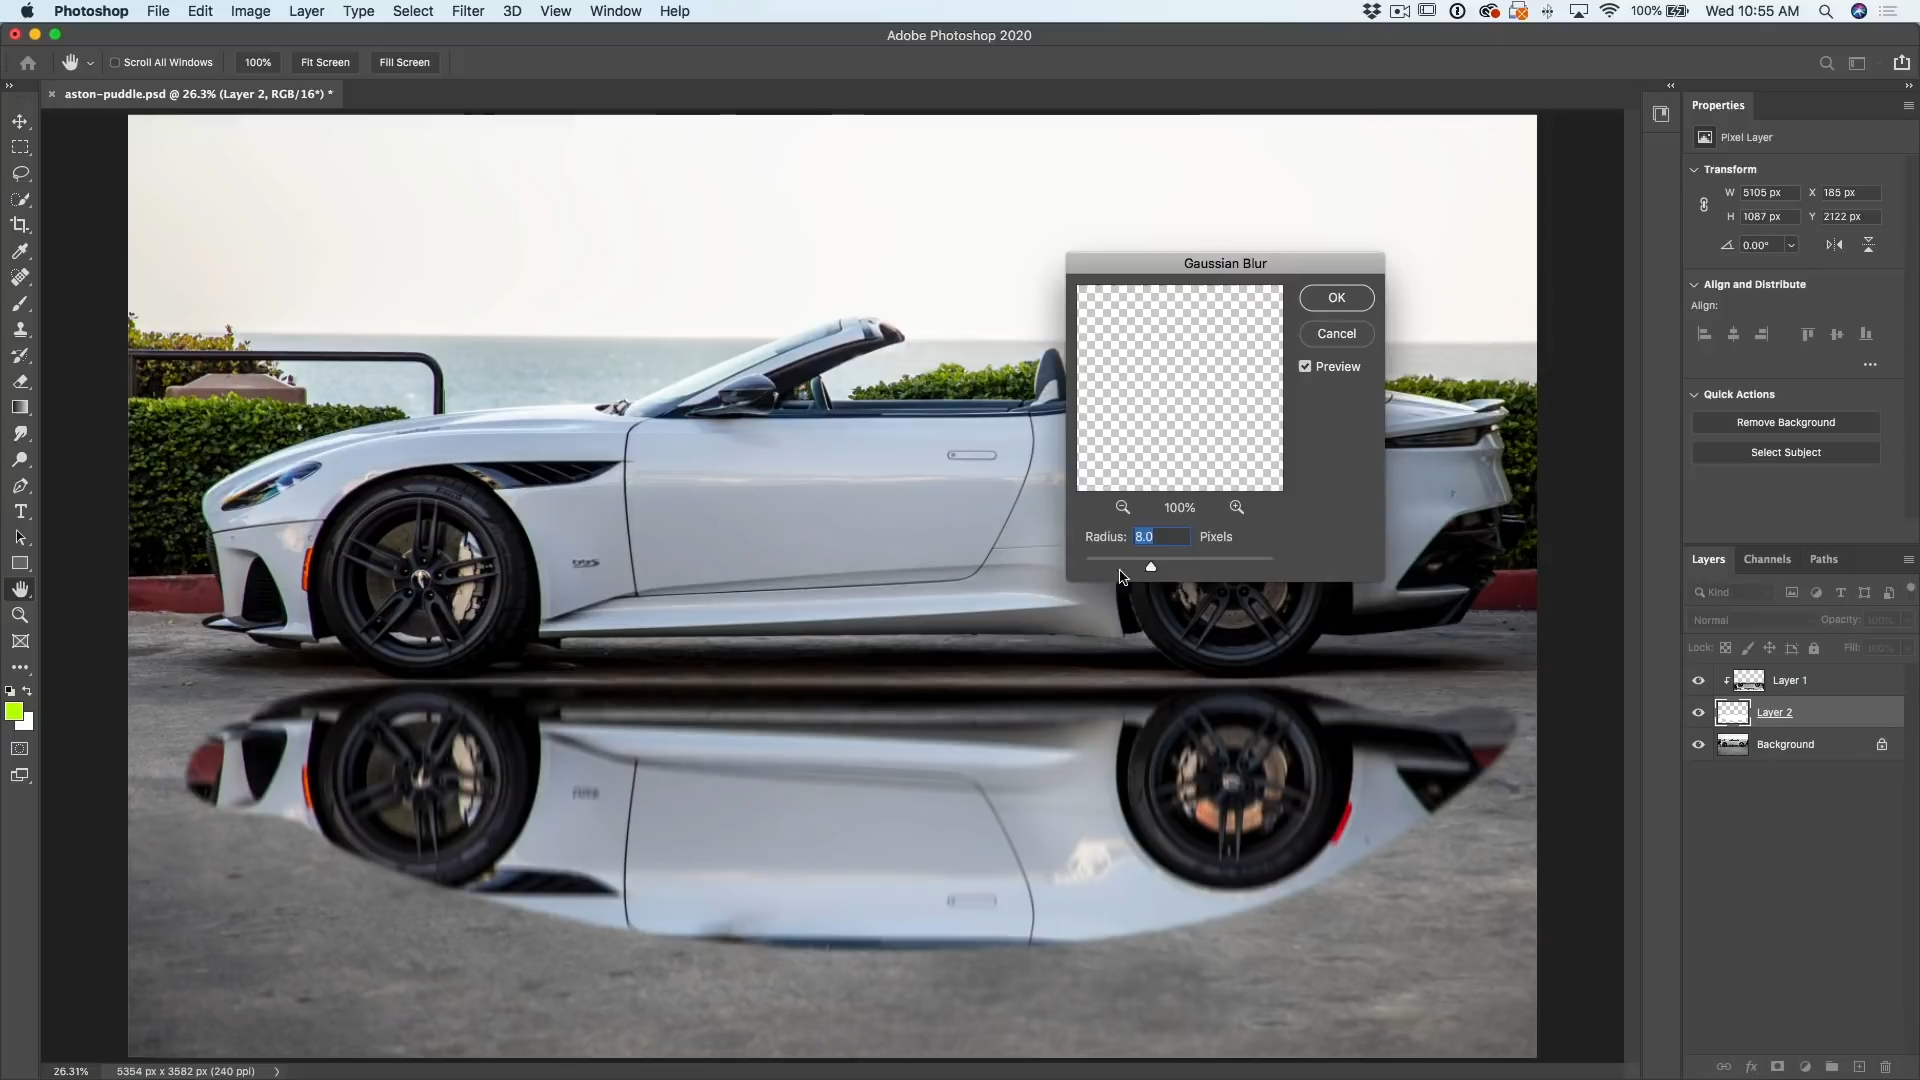 Photoshop File Edit Image Layer Type Select Filter 3D View Window Help
100% Wed 10:55 AM
Adobe Photoshop 2020
Scroll All Windows 100% Fit Screen Fill Screen
aston-puddle.psd @ 26.3% (Layer 2, RGB/16*) *
Gaussian Blur
OK
Cancel
Preview
100%
Radius: 8.0 Pixels
Properties
Pixel Layer
Transform
W 5105 px X 185 px
H 1087 px Y 2122 px
0.00°
Align and Distribute
Align:
Quick Actions
Remove Background
Select Subject
Layers Channels Paths
Kind
Normal Opacity: 100%
Lock: Fill: 100%
Layer 1
Layer 2
Background
26.31% 5354 px x 3582 px (240 ppi)